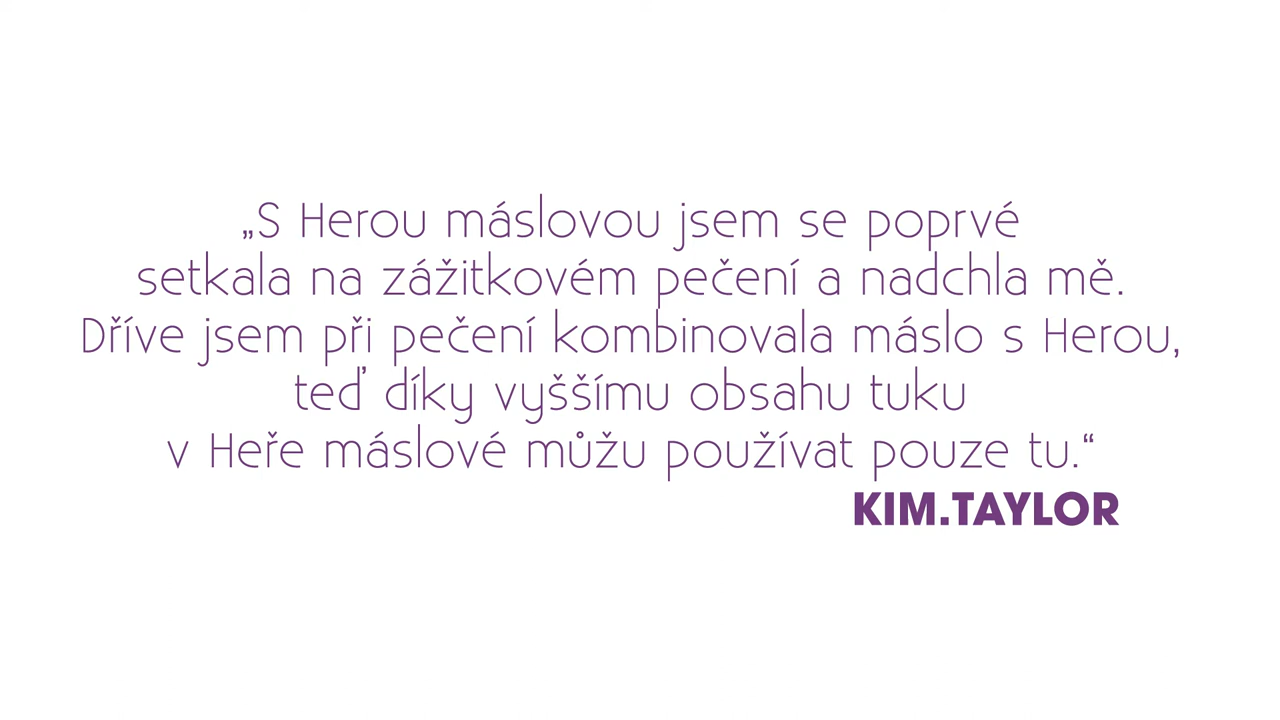 „S Herou máslovou jsem se poprvé
setkala na zážitkovém pečení a nadchla mě.
Dříve jsem při pečení kombinovala máslo s Herou,
teď díky vyššímu obsahu tuku
v Heře máslové můžu používat pouze tu.“
KIM.TAYLOR